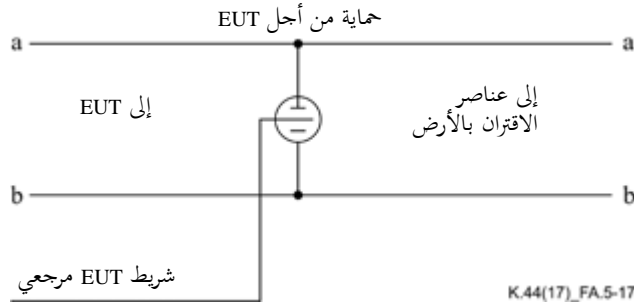 حماية من أجل EUT
a
a
إلى عناصر
الاقتران بالأرض
إلى EUT
b
b
شريط EUT مرجعي
K.44(17)_FA.5-17